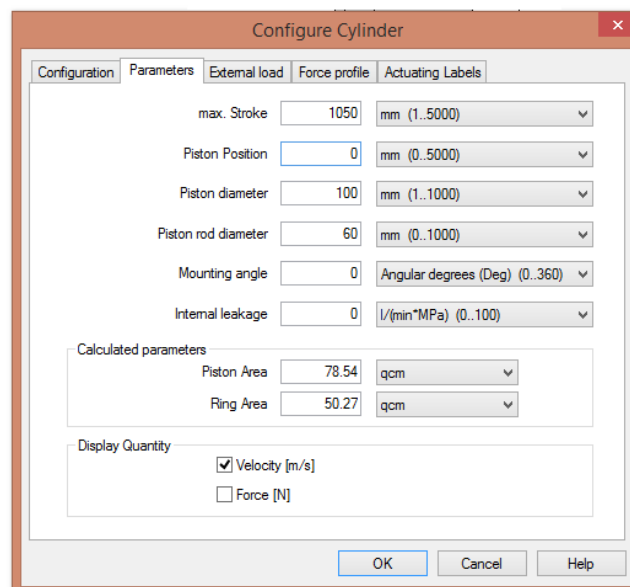 Configure Cylinder
Configuration Parameters External load Force profile Actuating Labels
max. Stroke 1050 mm (1..5000)
Piston Position 0 mm (0..5000)
Piston diameter 100 mm (1..1000)
Piston rod diameter 60 mm (0..1000)
Mounting angle 0 Angular degrees (Deg) (0..360)
Internal leakage 0 l/(min*MPa) (0..100)
Calculated parameters
Piston Area 78.54 qcm
Ring Area 50.27 qcm
Display Quantity
Velocity [m/s]
Force [N]
OK Cancel Help